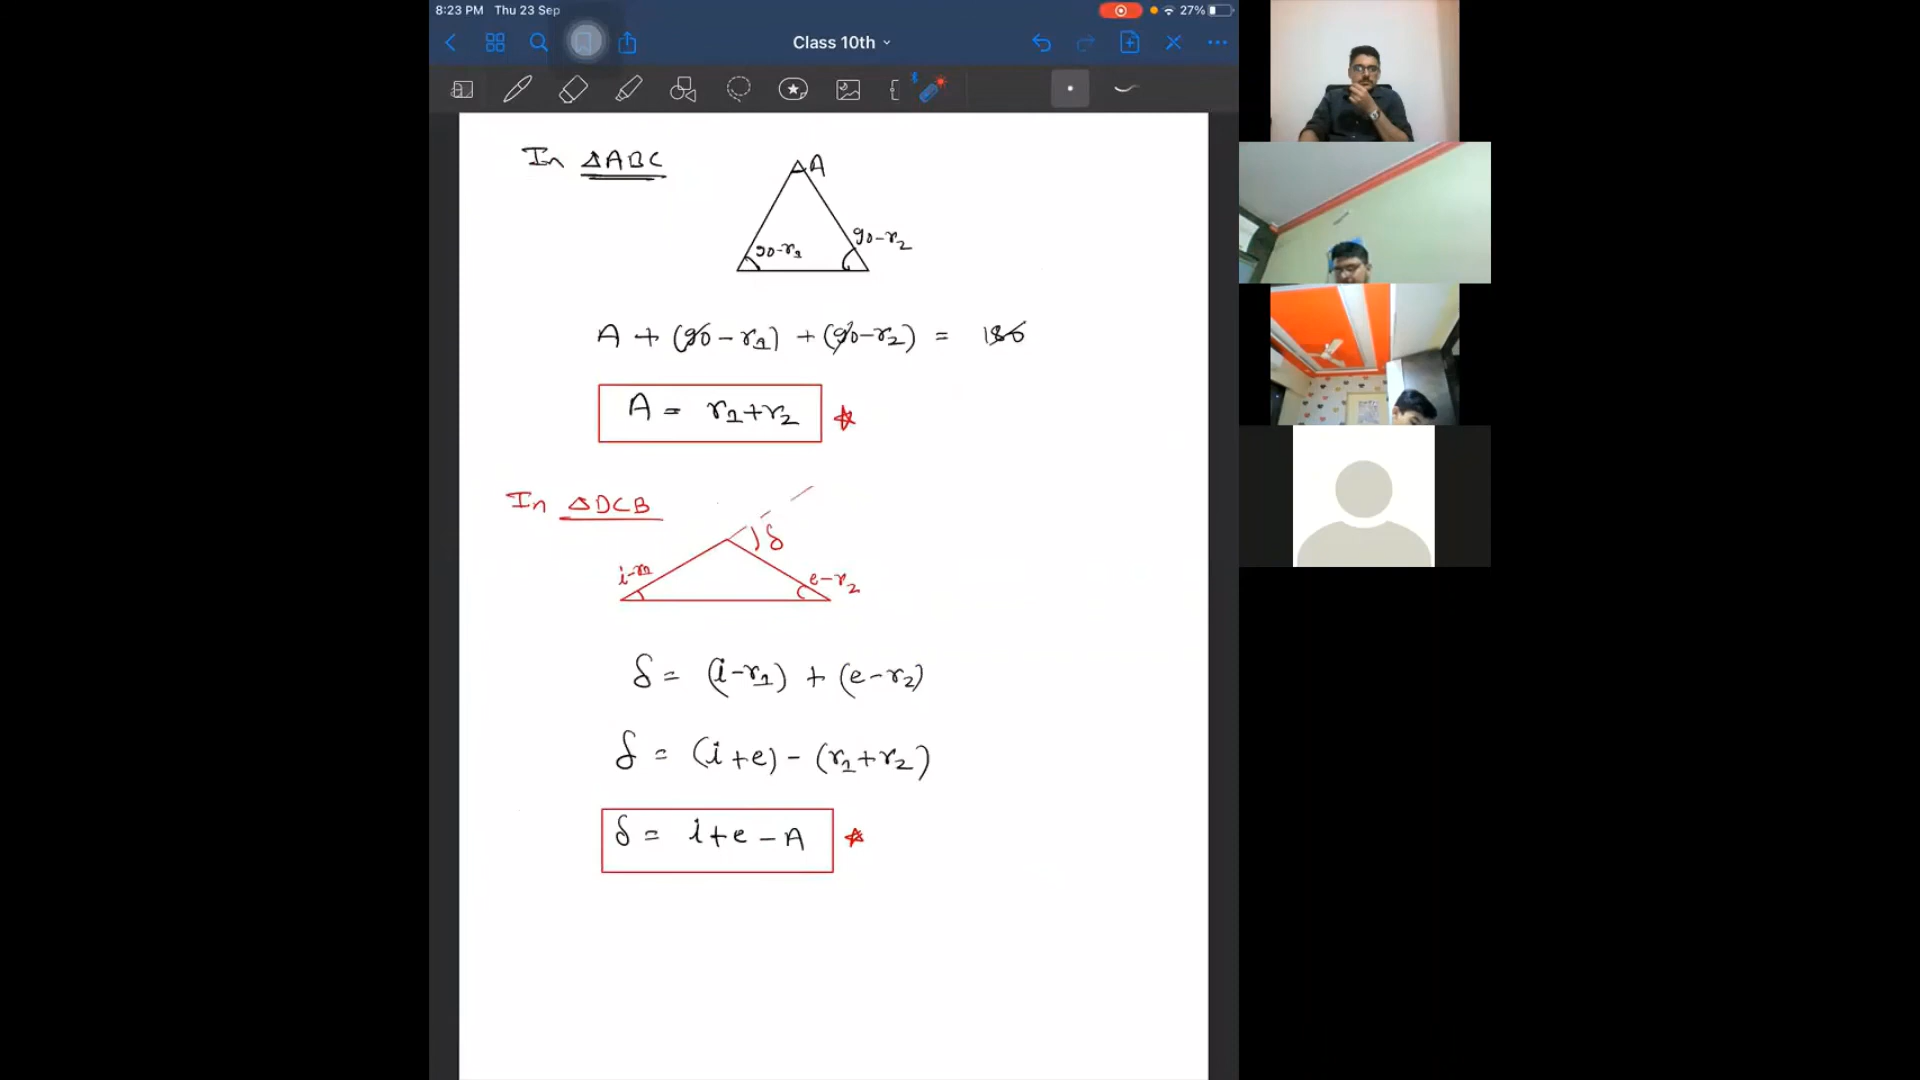 8:23 PM Thu 23 Sep
27%
Class 10th
In ΔABC
A
90-r₁
90-r₂
A + (90 - r₁) + (90-r₂) = 180
A = r₁+r₂
In ΔDCB
δ
i-r₁
e-r₂
δ = (i-r₁) + (e-r₂)
δ = (i+e) - (r₁+r₂)
δ = i+e-A